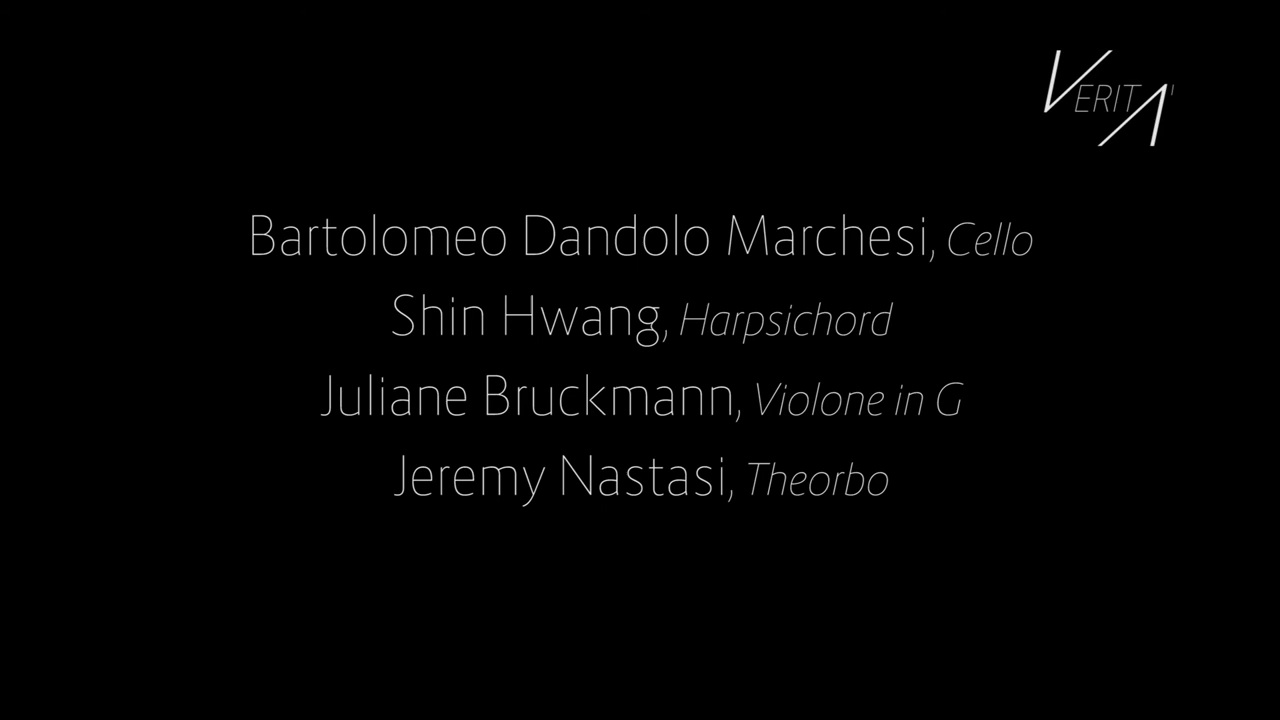 VERITA'
Bartolomeo Dandolo Marchesi, Cello
Shin Hwang, Harpsichord
Juliane Bruckmann, Violone in G
Jeremy Nastasi, Theorbo